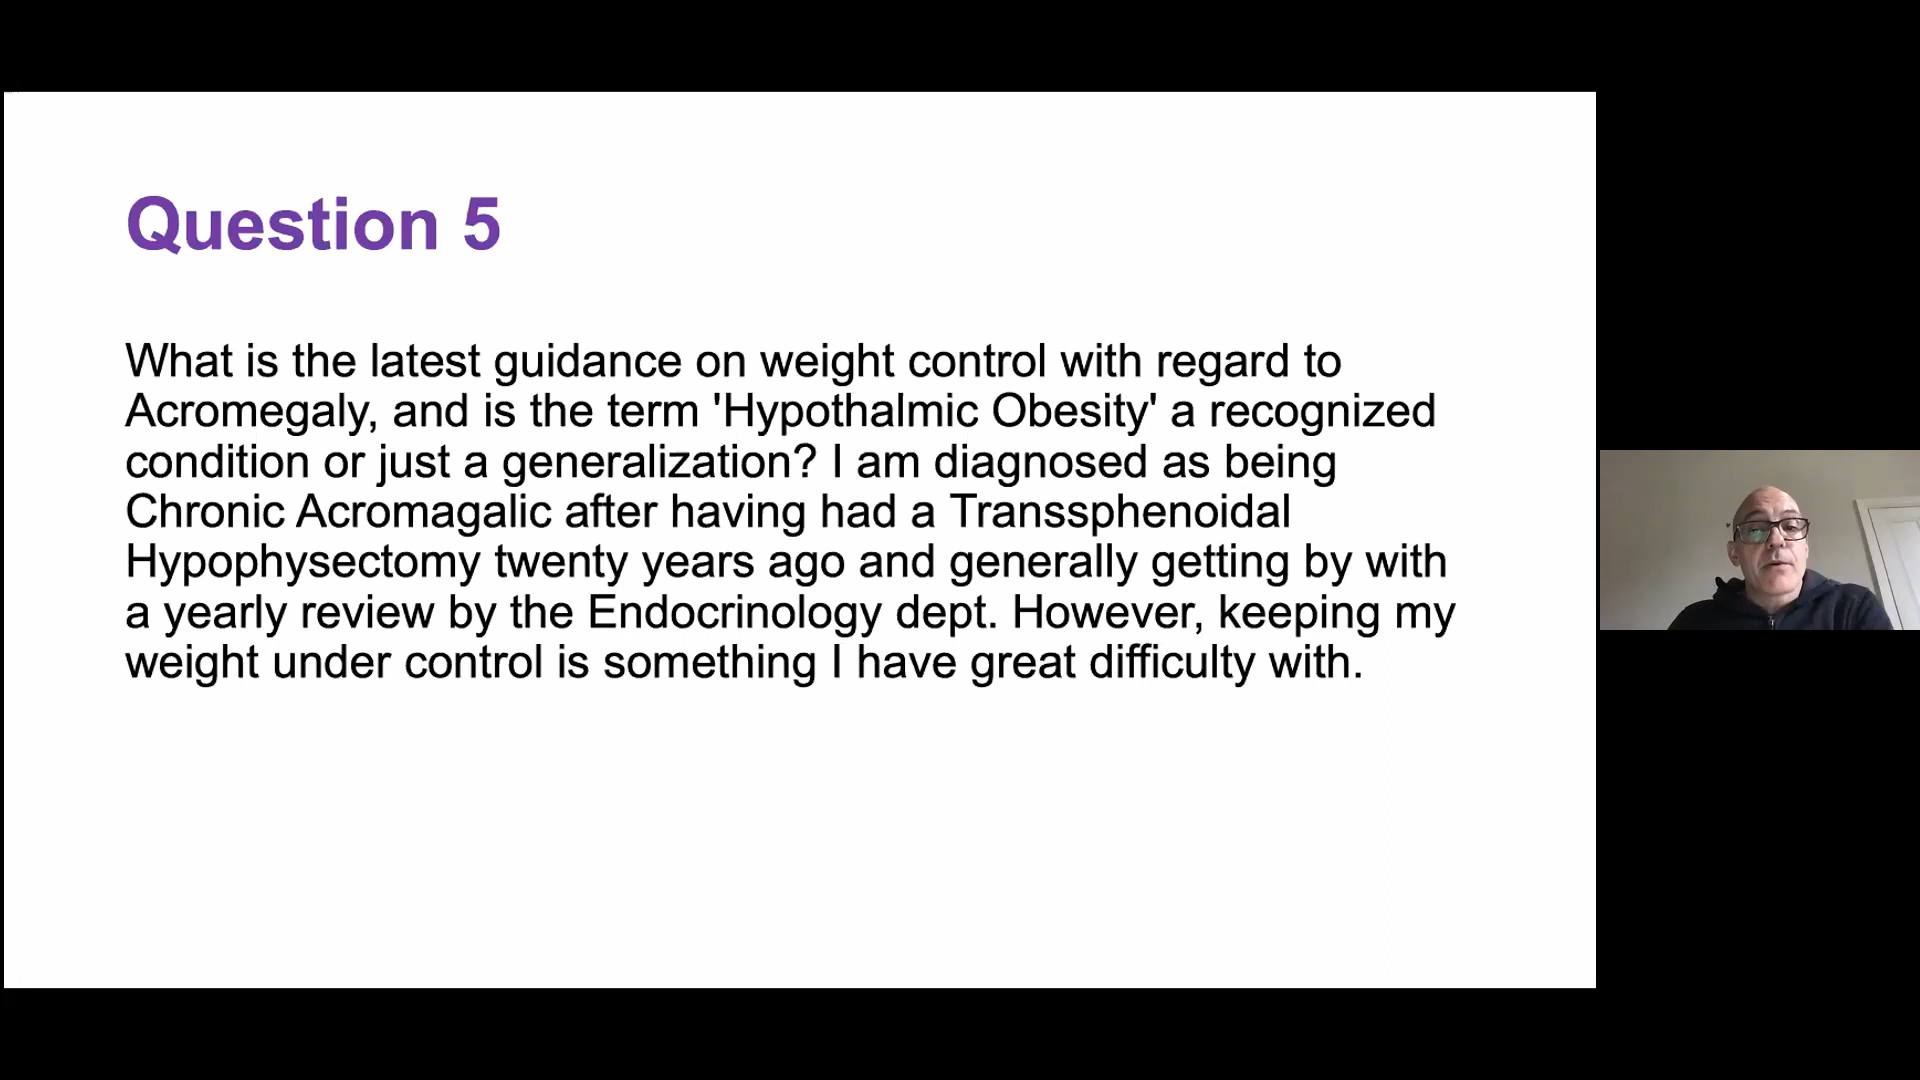 Question 5
What is the latest guidance on weight control with regard to
Acromegaly, and is the term 'Hypothalmic Obesity' a recognized
condition or just a generalization? I am diagnosed as being
Chronic Acromagalic after having had a Transsphenoidal
Hypophysectomy twenty years ago and generally getting by with
a yearly review by the Endocrinology dept. However, keeping my
weight under control is something I have great difficulty with.